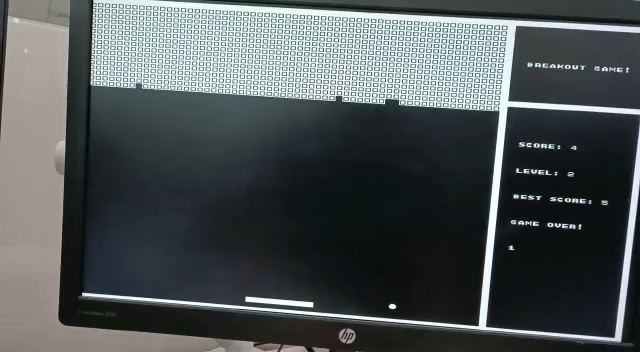 BREAKOUT GAME!
SCORE: 4
LEVEL: 2
BEST SCORE: 5
GAME OVER!
1
hp